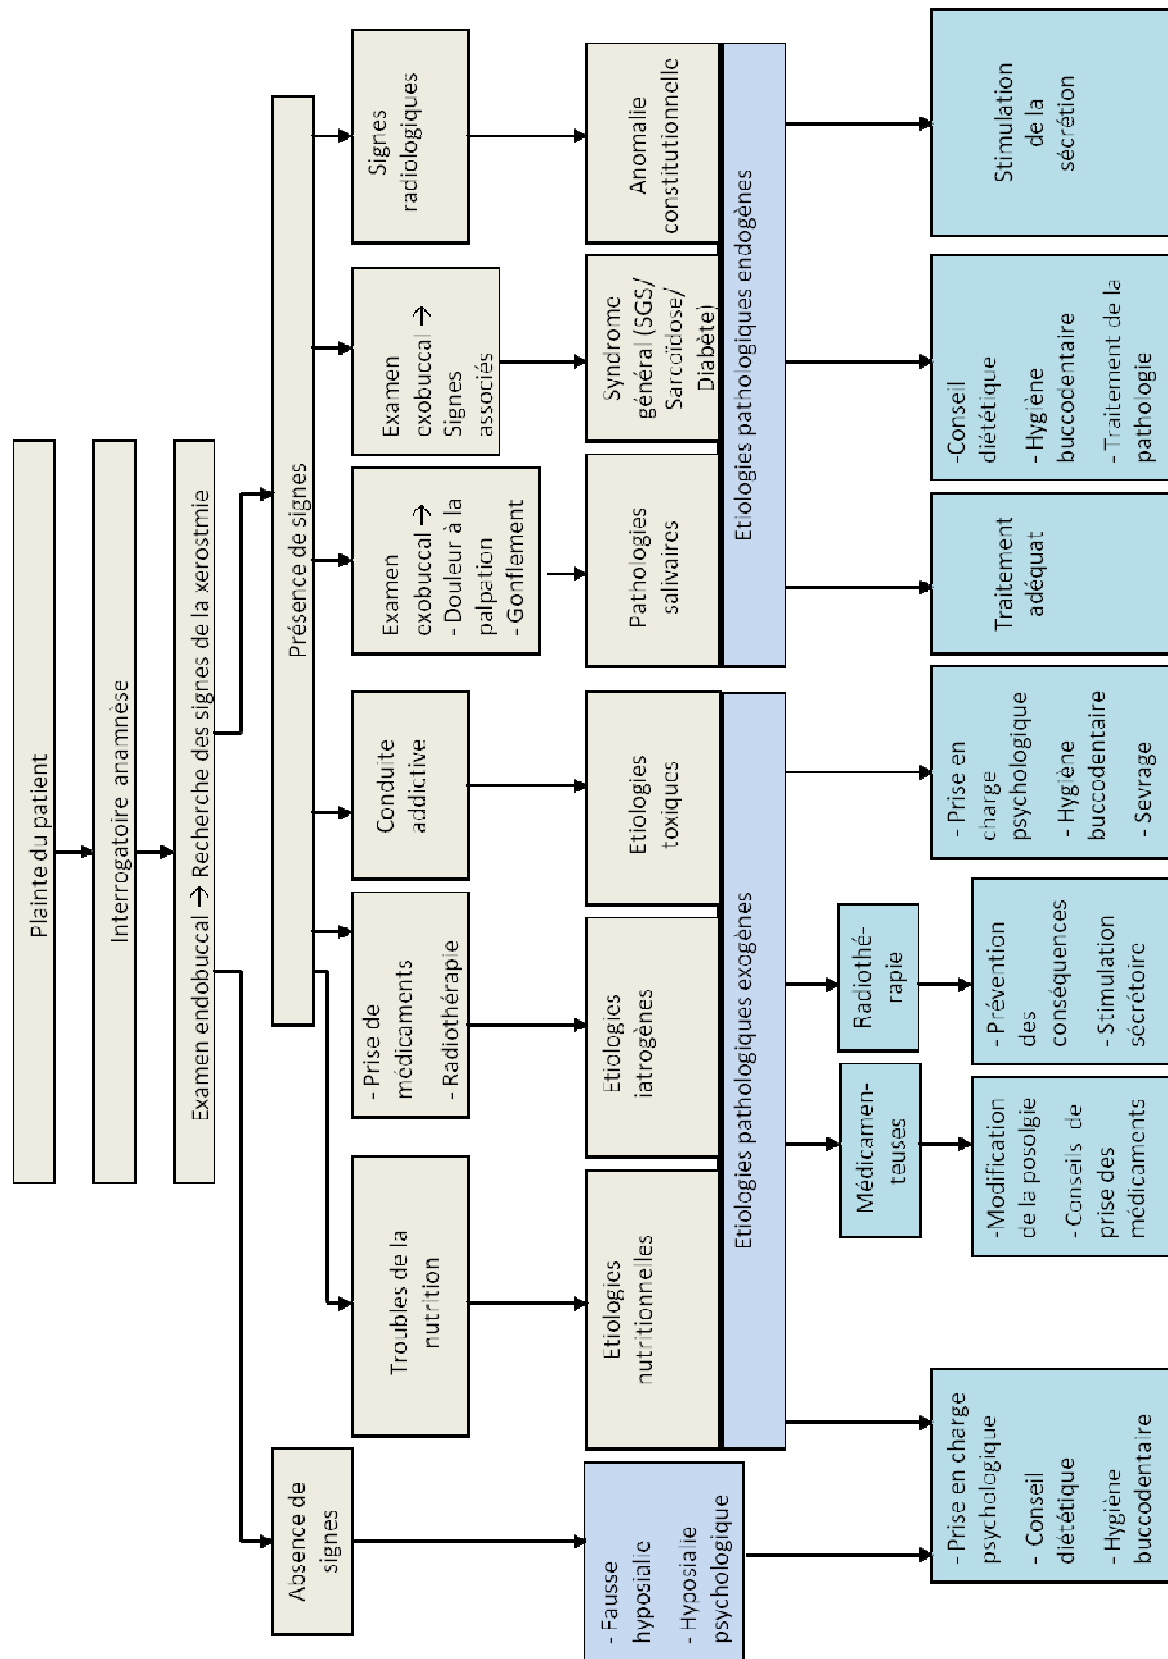 Plainte du patient
Interrogatoire anamnèse
Examen endobuccal → Recherche des signes de la xerostmie
Absence de
signes
Présence de signes
Troubles de la
nutrition
- Prise de
médicaments
- Radiothérapie
Conduite
addictive
Examen
exobuccal →
- Douleur à la
palpation
- Gonflement
Examen
exobuccal →
Signes
associés
Signes
radiologiques
- Fausse
hyposialie
- Hyposialie
psychologique
Etiologies
nutritionnelles
Etiologies
iatrogènes
Etiologies
toxiques
Pathologies
salivaires
Syndrome
général (SGS/
Sarcoïdose/
Diabète)
Anomalie
constitutionnelle
Etiologies pathologiques exogènes
Etiologies pathologiques endogènes
Médicamen-
teuses
Radiothé-
rapie
- Prise en charge
psychologique
- Conseil
diététique
- Hygiène
buccodentaire
-Modification
de la posolgie
- Conseils de
prise des
médicaments
- Prévention
des
conséquences
- Stimulation
sécrétoire
- Prise en
charge
psychologique
- Hygiène
buccodentaire
- Sevrage
Traitement
adéquat
-Conseil
diététique
- Hygiène
buccodentaire
- Traitement de la
pathologie
Stimulation
de la
sécrétion